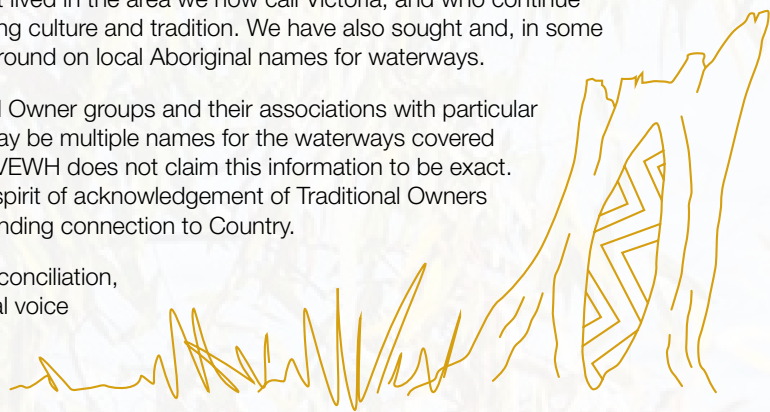 lived in the area we now call Victoria, and who continue
ng culture and tradition. We have also sought and, in some
round on local Aboriginal names for waterways.
Owner groups and their associations with particular
ay be multiple names for the waterways covered
VEWH does not claim this information to be exact.
spirit of acknowledgement of Traditional Owners
nding connection to Country.
conciliation,
al voice